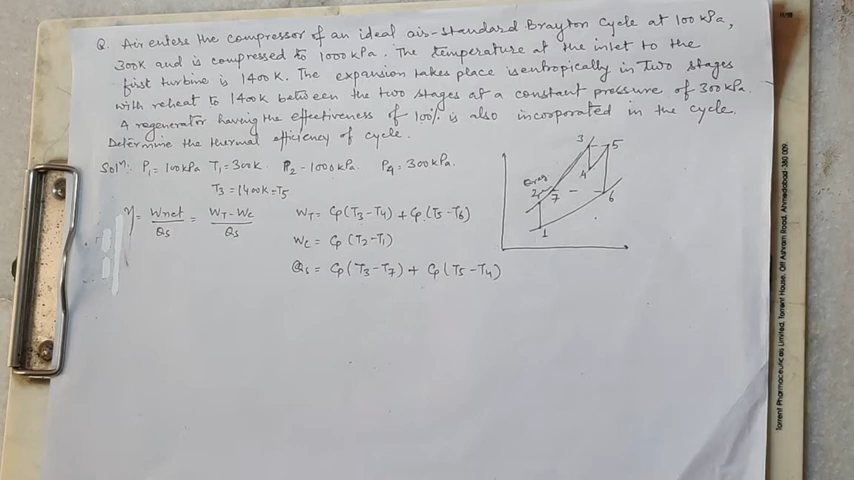 Q. Air enters the compressor of an ideal air-standard Brayton Cycle at 100 kPa,
300K and is compressed to 1000 kPa. The temperature at the inlet to the
first turbine is 1400 K. The expansion takes place isentropically in Two stages
with reheat to 1400K between the two stages at a constant pressure of 300 kPa.
A regenerator having the effectiveness of 100% is also incorporated in the cycle.
Determine the thermal efficiency of cycle.
Solⁿ: P₁ = 100kPa T₁ = 300K. P₂ - 1000kPa. P₄ = 300kPa.
T₃ = 1400K = T₅
η = Wnet/Qs = (W_T - W_C)/Qs
W_T = Cp(T₃-T₄) + Cp(T₅-T₆)
W_C = Cp(T₂-T₁)
Qs = Cp(T₃-T₇) + Cp(T₅-T₄)
3
5
4
2
7
6
1
Torrent Pharmaceuticals Limited, Torrent House, Off Ashram Road, Ahmedabad-380 009.